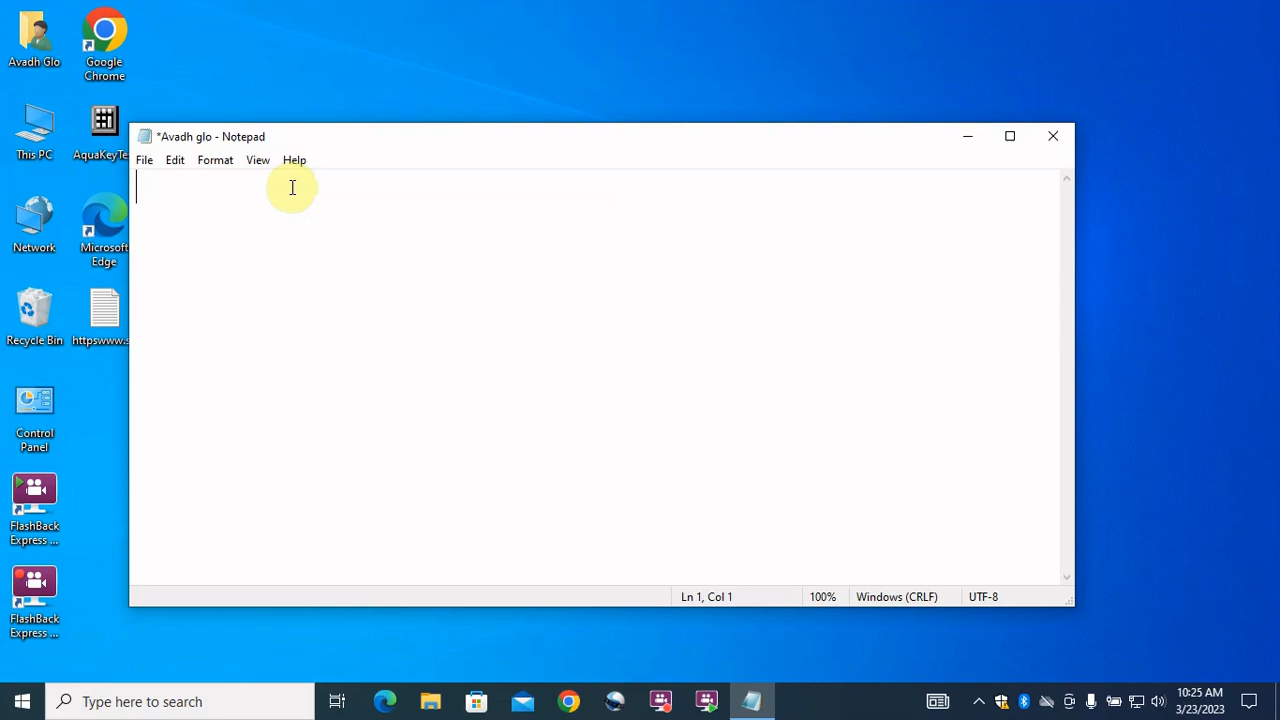 Avadh Glo
Google
Chrome
This PC
AquaKeyTe
Network
Microsoft
Edge
Recycle Bin
httpswww.s
Control
Panel
FlashBack
Express ...
FlashBack
Express ...
*Avadh glo - Notepad
File Edit Format View Help
Ln 1, Col 1 100% Windows (CRLF) UTF-8
Type here to search
10:25 AM
3/23/2023